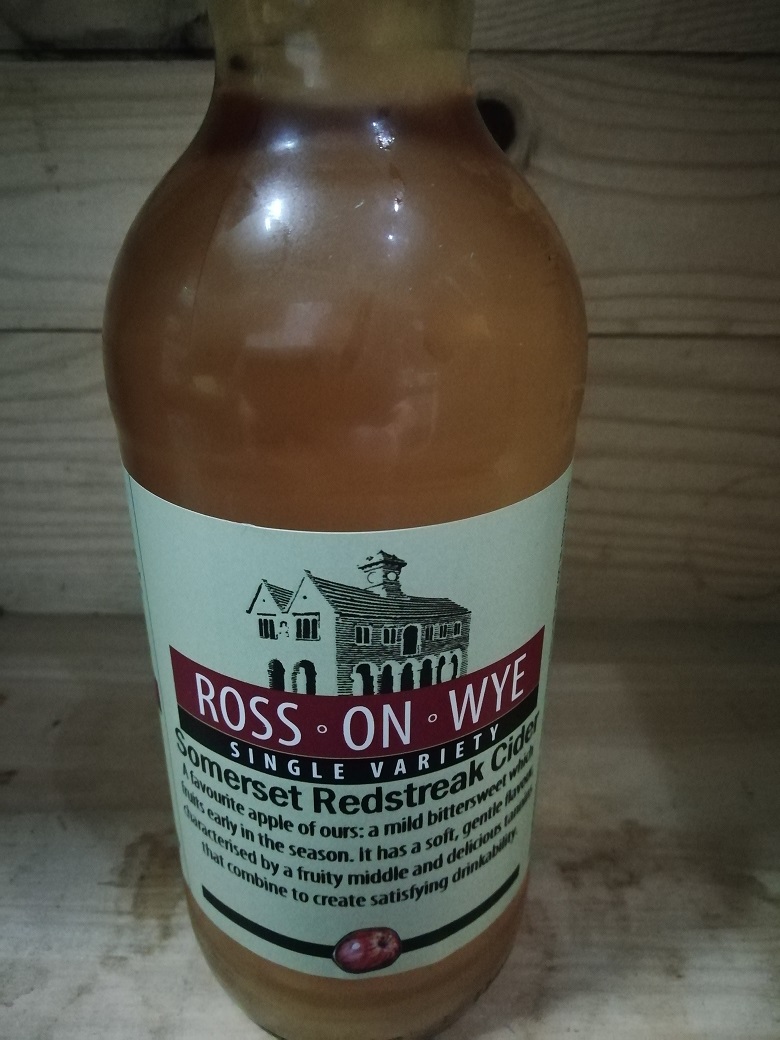 ROSS ◦ ON ◦ WYE
SINGLE VARIETY
Somerset Redstreak Cider
A favourite apple of ours: a mild bittersweet which
fruits early in the season. It has a soft, gentle flavour
characterised by a fruity middle and delicious tannins
that combine to create satisfying drinkability.